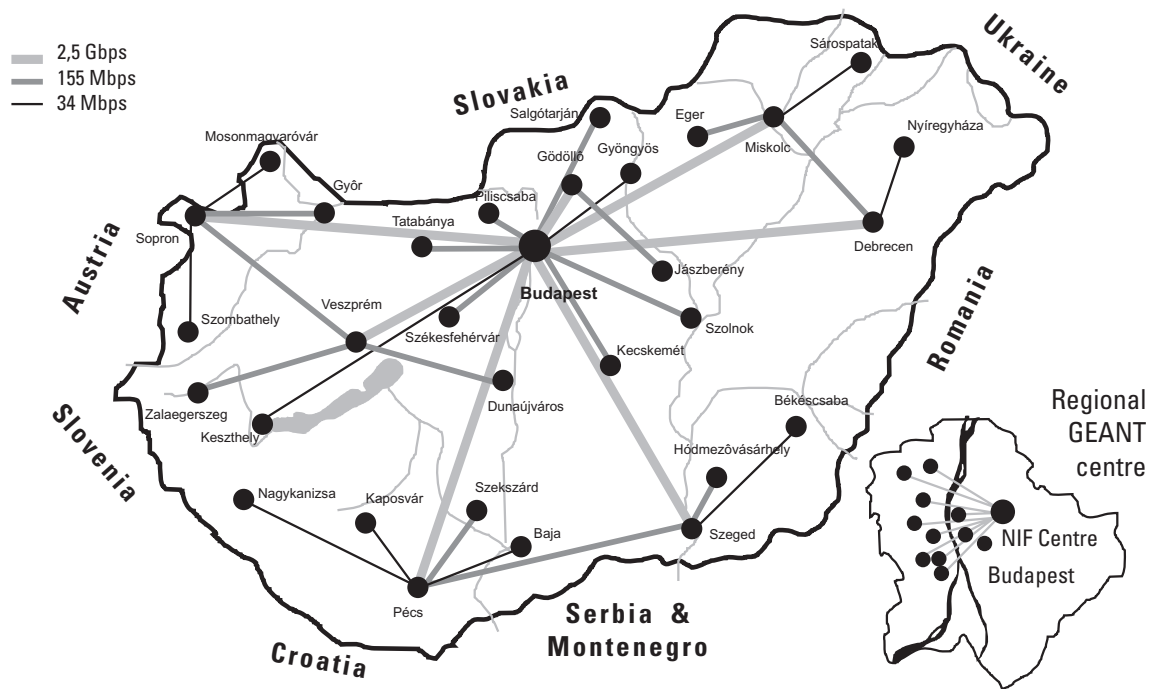 2,5 Gbps
155 Mbps
34 Mbps
Slovakia
Ukraine
Austria
Slovenia
Croatia
Serbia &
Montenegro
Romania
Sárospatak
Salgótarján
Eger
Miskolc
Nyíregyháza
Mosonmagyaróvár
Gödöllô
Gyöngyös
Gyôr
Piliscsaba
Tatabánya
Sopron
Debrecen
Budapest
Jászberény
Veszprém
Szombathely
Székesfehérvár
Szolnok
Kecskemét
Zalaegerszeg
Keszthely
Dunaújváros
Békéscsaba
Hódmezôvásárhely
Nagykanizsa
Kaposvár
Szekszárd
Baja
Szeged
Pécs
Regional
GEANT
centre
NIF Centre
Budapest